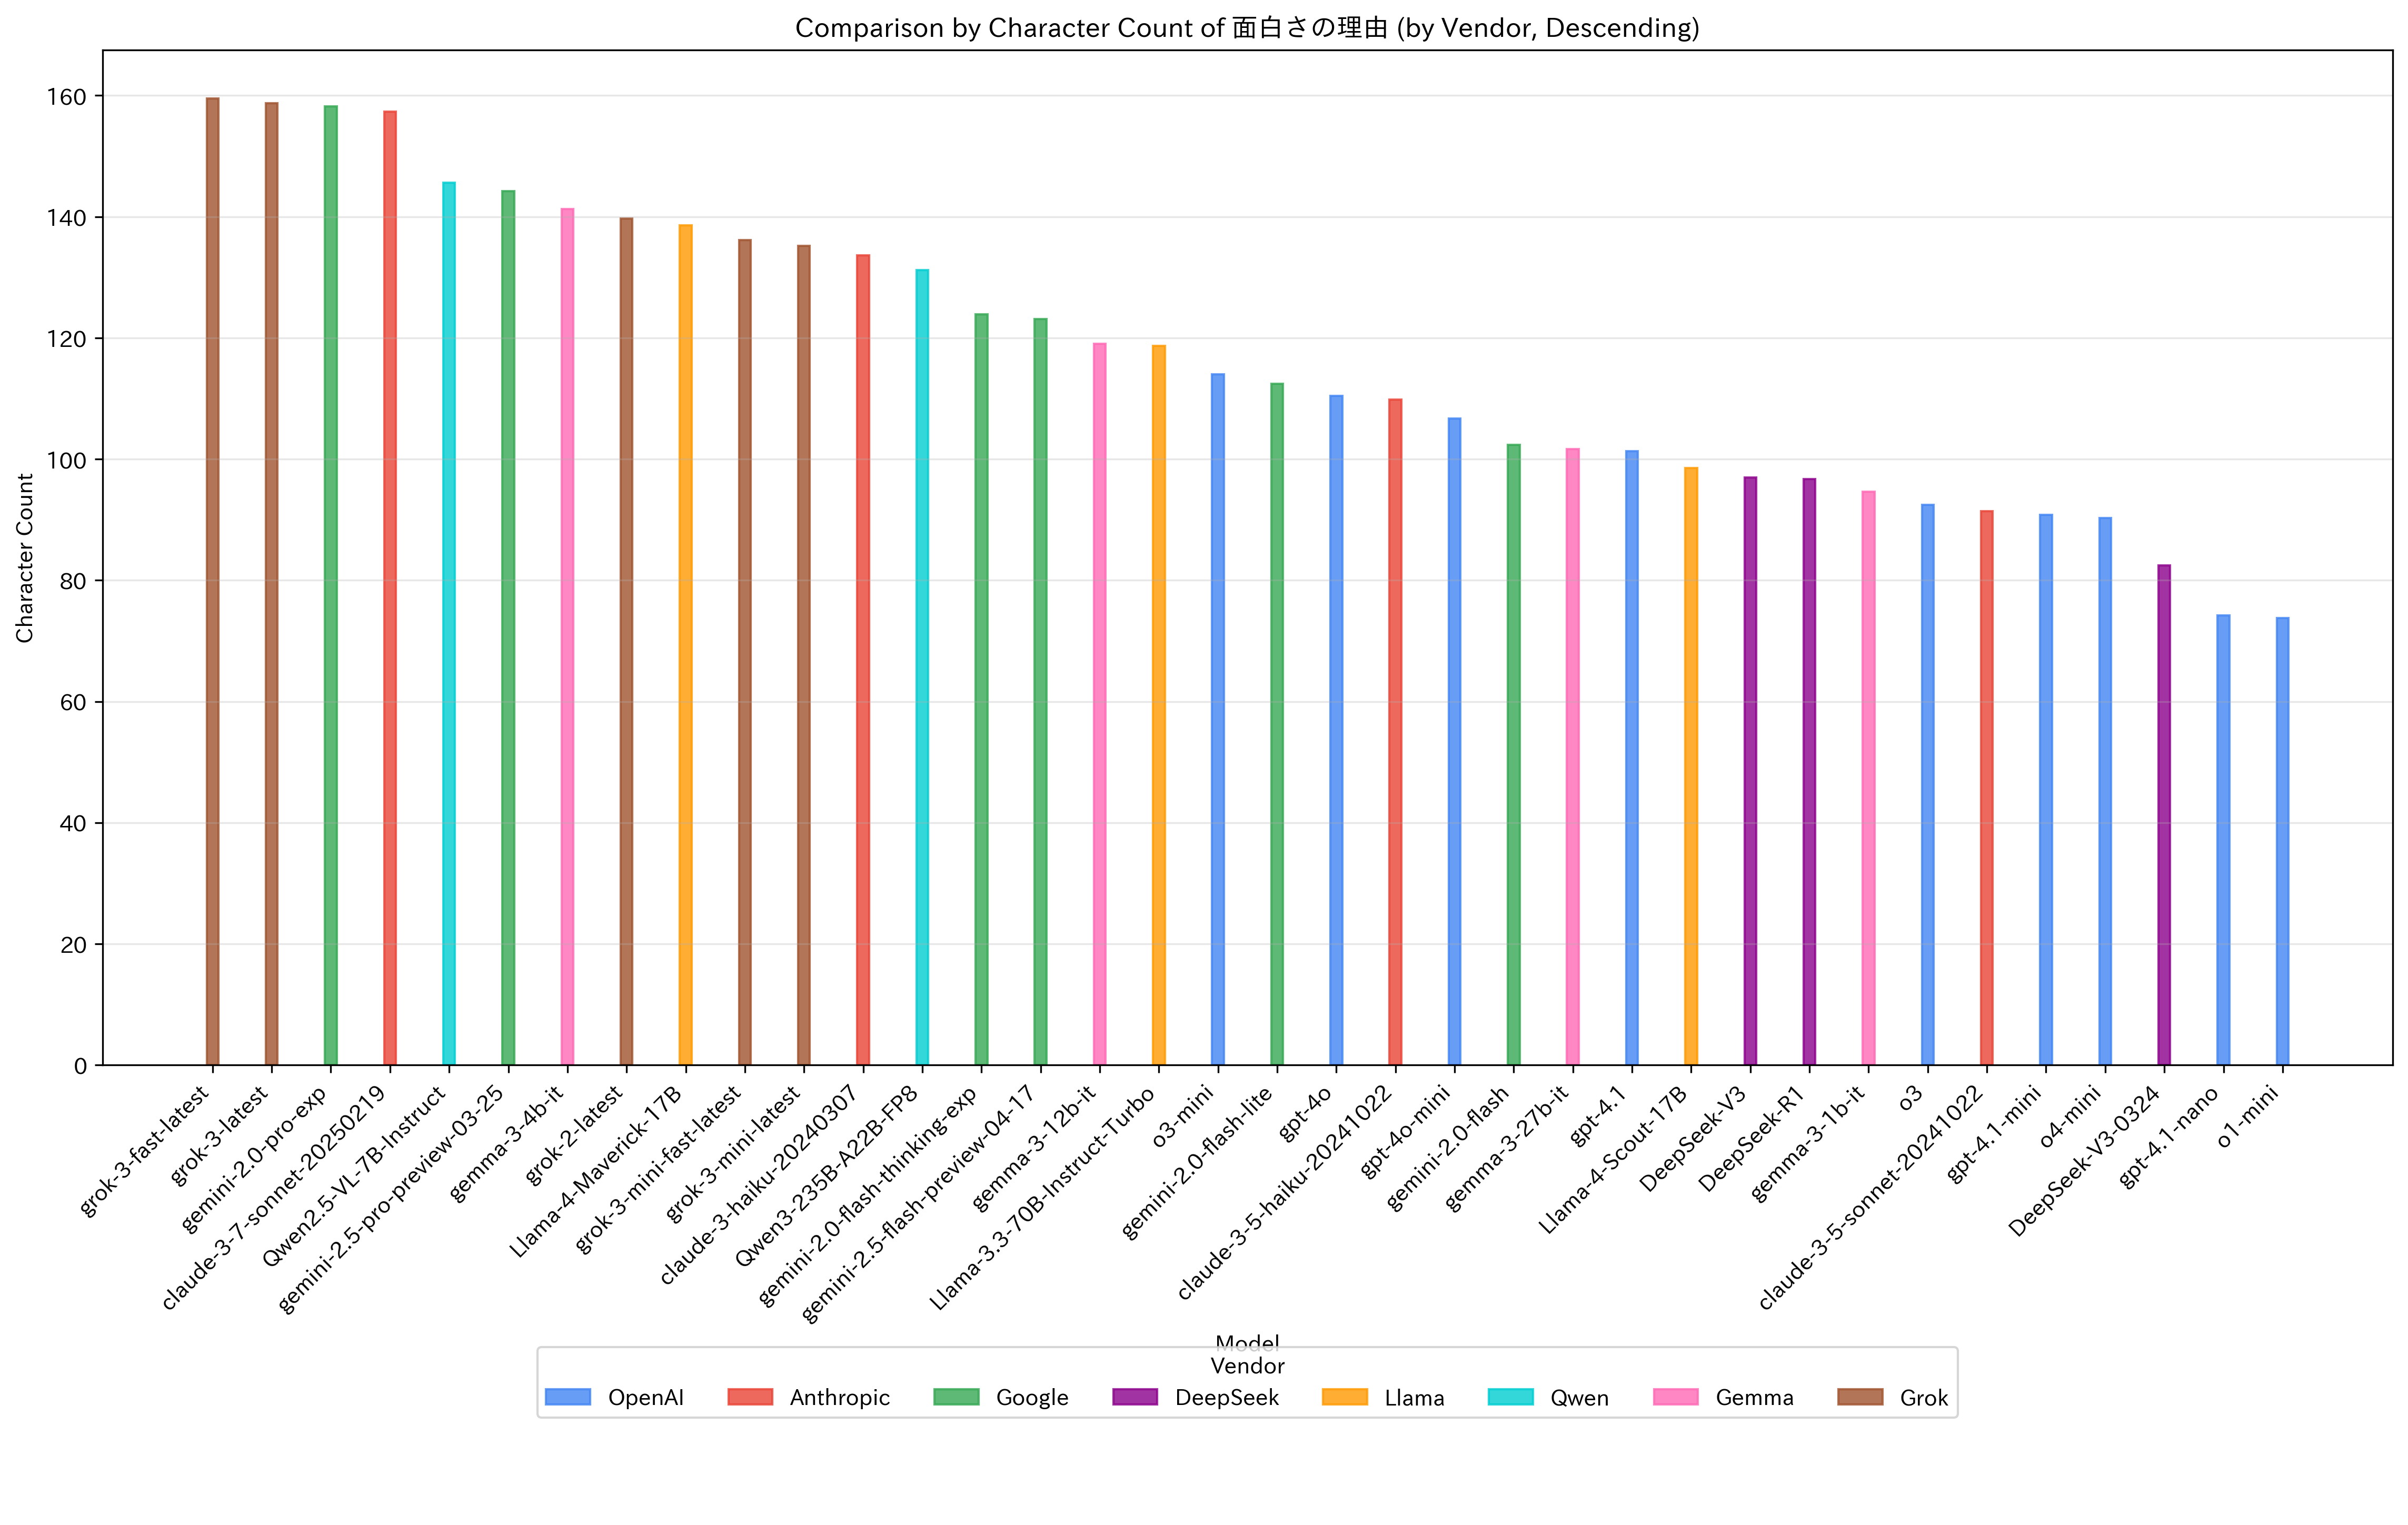 Comparison by Character Count of 面白さの理由 (by Vendor, Descending)
Character Count
160
140
120
100
80
60
40
20
0
grok-3-fast-latest
grok-3-latest
gemini-2.0-pro-exp
claude-3-7-sonnet-20250219
Qwen2.5-VL-7B-Instruct
gemini-2.5-pro-preview-03-25
gemma-3-4b-it
grok-2-latest
Llama-4-Maverick-17B
grok-3-mini-fast-latest
grok-3-mini-latest
claude-3-haiku-20240307
Qwen3-235B-A22B-FP8
gemini-2.0-flash-thinking-exp
gemini-2.5-flash-preview-04-17
gemma-3-12b-it
Llama-3.3-70B-Instruct-Turbo
o3-mini
gemini-2.0-flash-lite
gpt-4o
claude-3-5-haiku-20241022
gpt-4o-mini
gemini-2.0-flash
gemma-3-27b-it
gpt-4.1
Llama-4-Scout-17B
DeepSeek-V3
DeepSeek-R1
gemma-3-1b-it
o3
claude-3-5-sonnet-20241022
gpt-4.1-mini
o4-mini
DeepSeek-V3-0324
gpt-4.1-nano
o1-mini
Model
Vendor
OpenAI Anthropic Google DeepSeek Llama Qwen Gemma Grok